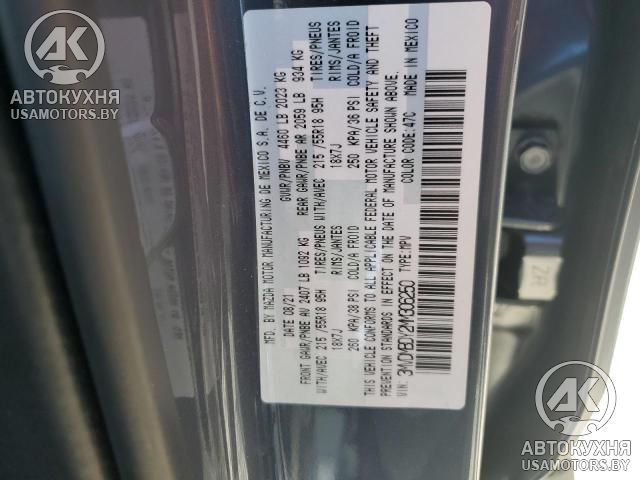 АВТОКУХНЯ
USAMOTORS.BY
MFD. BY MAZDA MOTOR MANUFACTURING DE MEXICO S.A. DE C.V.
DATE 08/21 GVWR/PNBV 4460 LB 2023 KG
FRONT GAWR/PNBE AV 2407 LB 1092 KG REAR GAWR/PNBE AR 2059 LB 934 KG
WITH/AVEC 215 /55R18 95H TIRES/PNEUS WITH/AVEC 215 /55R18 95H TIRES/PNEUS
18X7J RIMS/JANTES 18X7J RIMS/JANTES
260 KPA/38 PSI COLD/A FROID 250 KPA/36 PSI COLD/A FROID
THIS VEHICLE CONFORMS TO ALL APPLICABLE FEDERAL MOTOR VEHICLE SAFETY AND THEFT
PREVENTION STANDARDS IN EFFECT ON THE DATE OF MANUFACTURE SHOWN ABOVE.
VIN: TYPE:MPV COLOR CODE:47C MADE IN MEXICO
ZA
АВТОКУХНЯ
USAMOTORS.BY